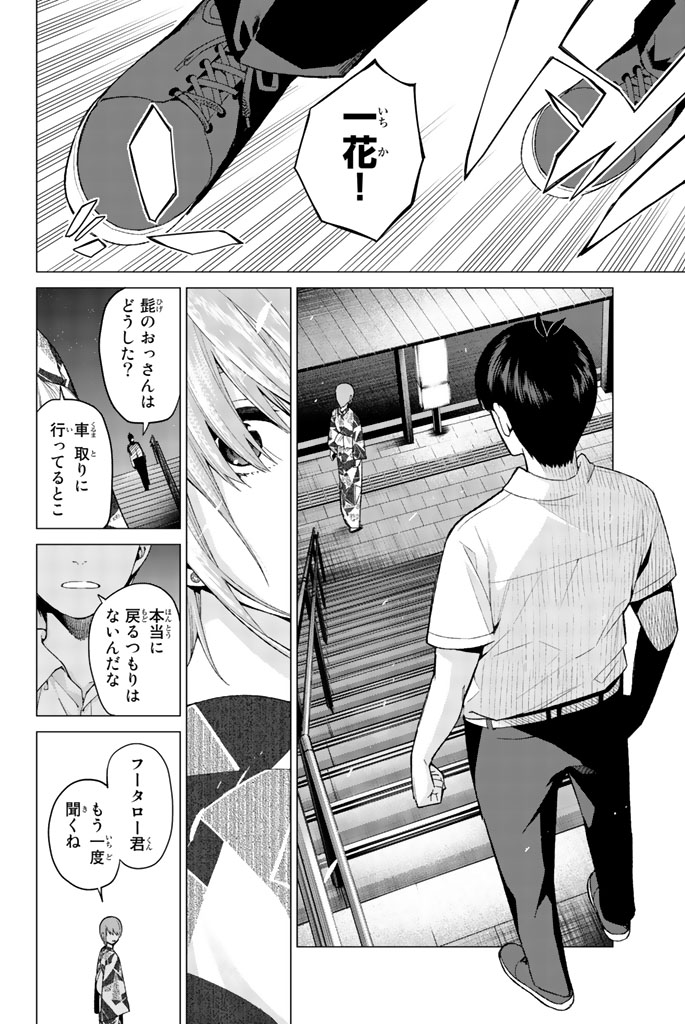 一花！
髭のおっさんは
どうした？
車 取りに
行ってるとこ
本当に
戻るつもりは
ないんだな
フータロー君
もう一度
聞くね